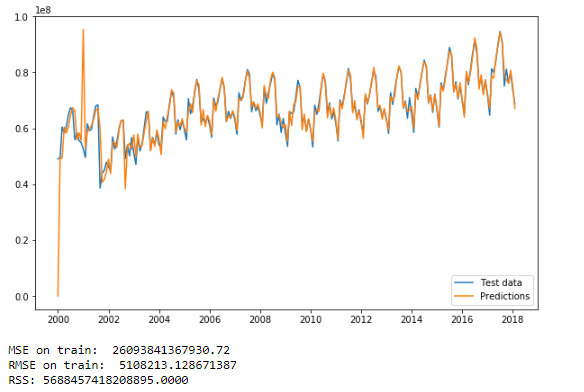 1e8
1.0
0.8
0.6
0.4
0.2
0.0
2000 2002 2004 2006 2008 2010 2012 2014 2016 2018
Test data
Predictions
MSE on train: 26093841367930.72
RMSE on train: 5108213.128671387
RSS: 5688457418208895.0000